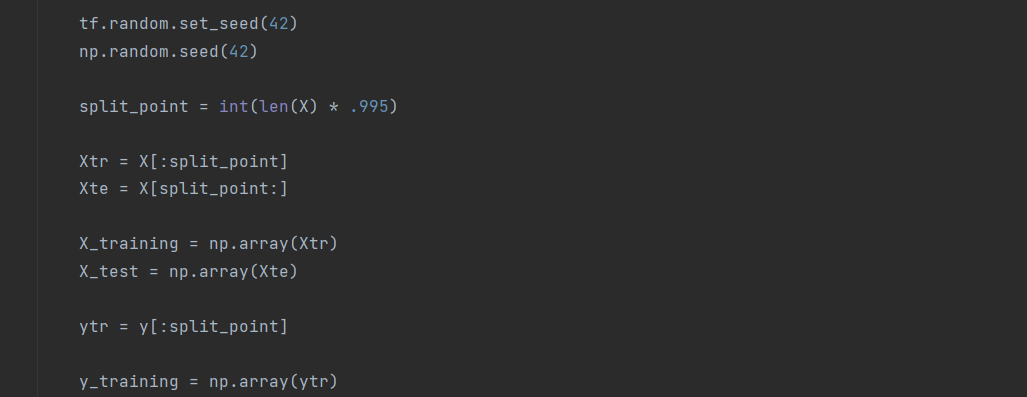 tf.random.set_seed(42)
np.random.seed(42)
split_point = int(len(X) * .995)
Xtr = X[:split_point]
Xte = X[split_point:]
X_training = np.array(Xtr)
X_test = np.array(Xte)
ytr = y[:split_point]
y_training = np.array(ytr)